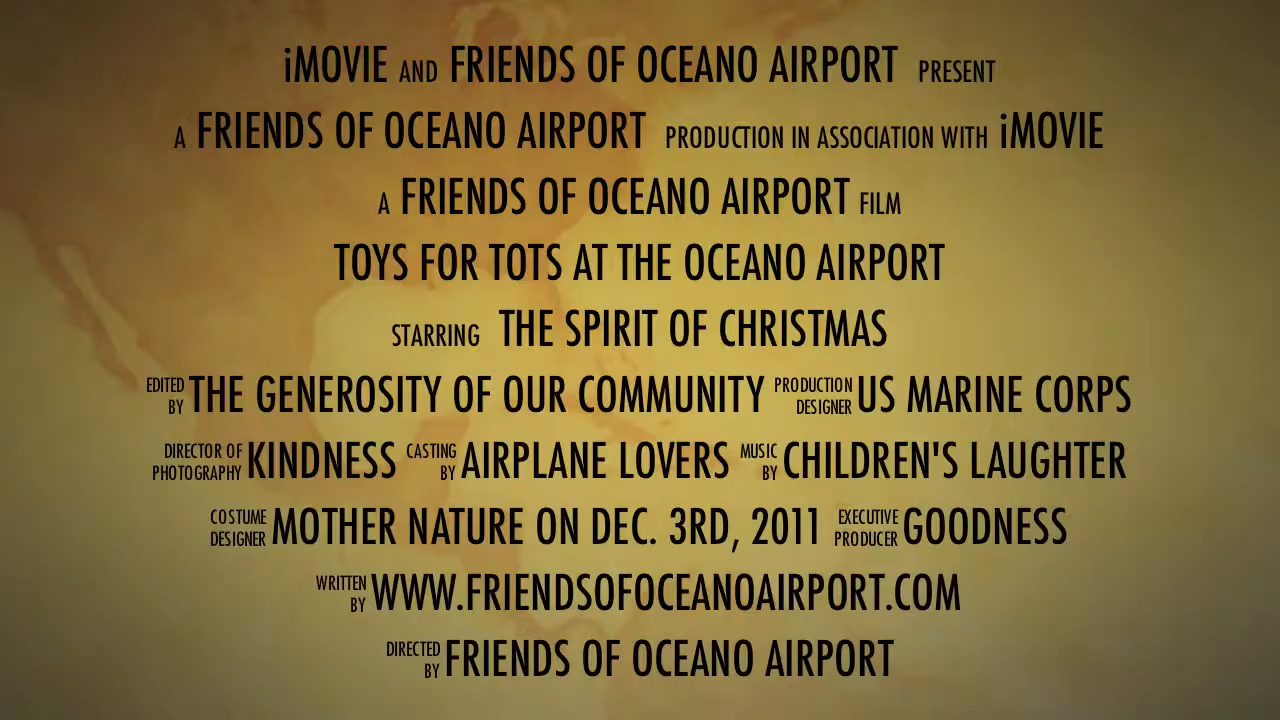 iMOVIE AND FRIENDS OF OCEANO AIRPORT PRESENT
A FRIENDS OF OCEANO AIRPORT PRODUCTION IN ASSOCIATION WITH iMOVIE
A FRIENDS OF OCEANO AIRPORT FILM
TOYS FOR TOTS AT THE OCEANO AIRPORT
STARRING THE SPIRIT OF CHRISTMAS
EDITED BY THE GENEROSITY OF OUR COMMUNITY PRODUCTION DESIGNER US MARINE CORPS
DIRECTOR OF PHOTOGRAPHY KINDNESS CASTING BY AIRPLANE LOVERS MUSIC BY CHILDREN'S LAUGHTER
COSTUME DESIGNER MOTHER NATURE ON DEC. 3RD, 2011 EXECUTIVE PRODUCER GOODNESS
WRITTEN BY WWW.FRIENDSOFOCEANOAIRPORT.COM
DIRECTED BY FRIENDS OF OCEANO AIRPORT